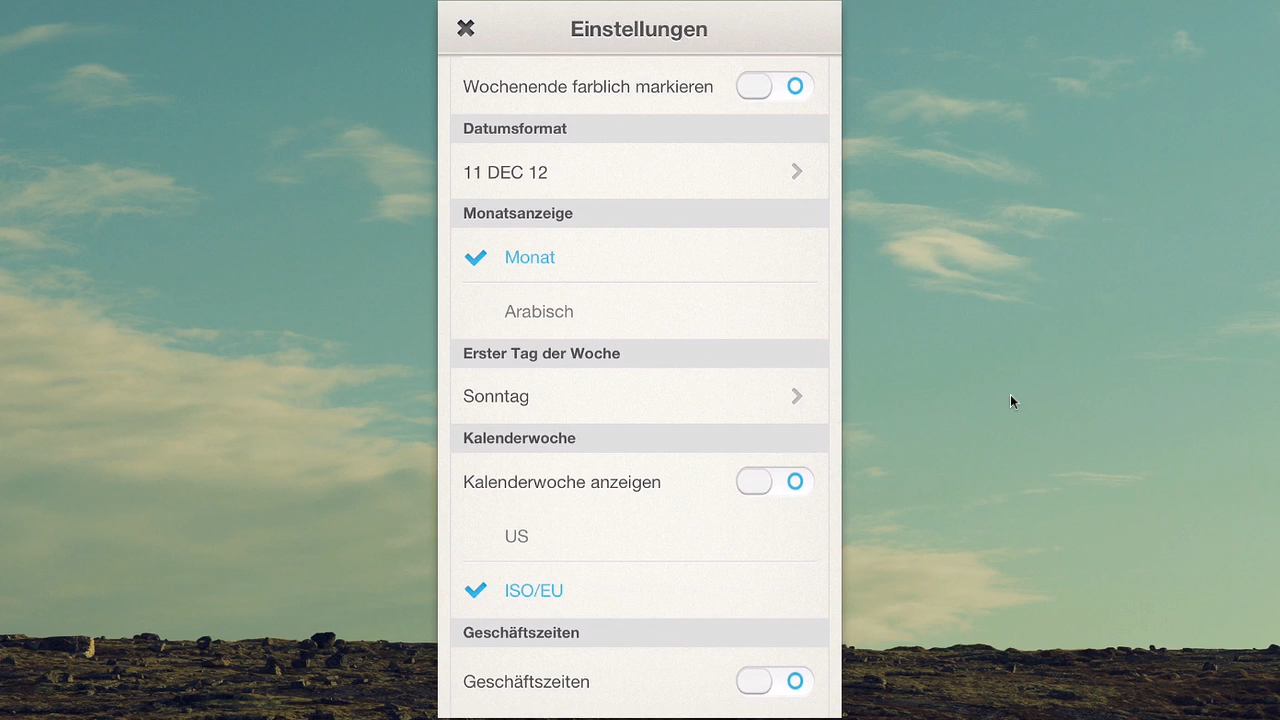 Einstellungen
Wochenende farblich markieren
Datumsformat
11 DEC 12
Monatsanzeige
Monat
Arabisch
Erster Tag der Woche
Sonntag
Kalenderwoche
Kalenderwoche anzeigen
US
ISO/EU
Geschäftszeiten
Geschäftszeiten